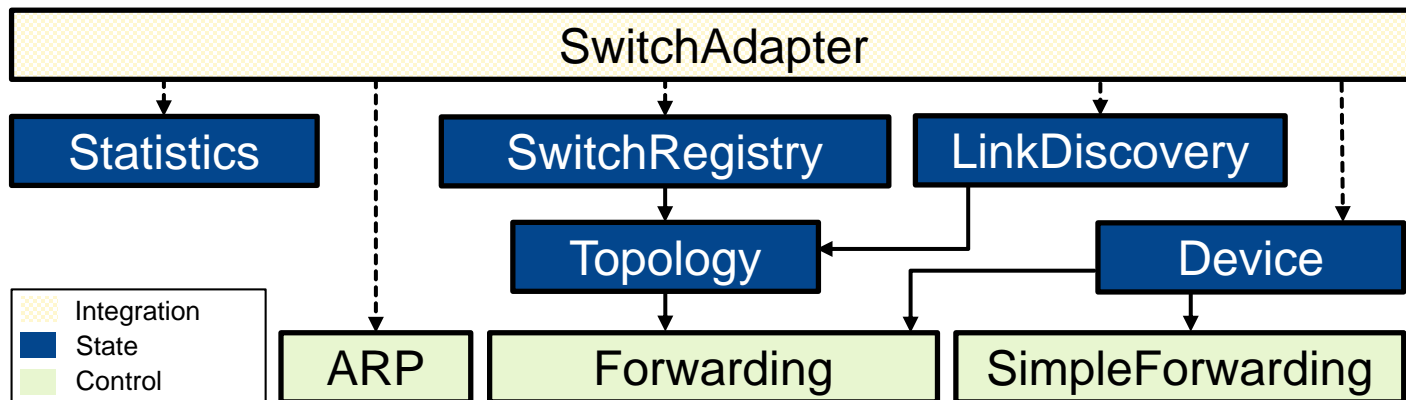 SwitchAdapter
Statistics
SwitchRegistry
LinkDiscovery
Topology
Device
Integration
State
Control
ARP
Forwarding
SimpleForwarding